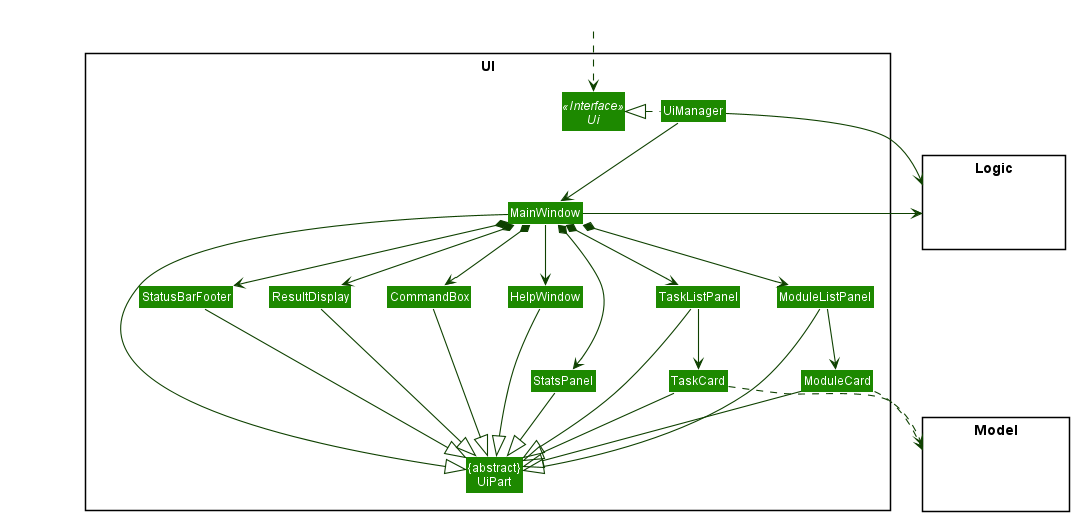 UI
«Interface»
Ui
UiManager
Logic
MainWindow
StatusBarFooter
ResultDisplay
CommandBox
HelpWindow
TaskListPanel
ModuleListPanel
StatsPanel
TaskCard
ModuleCard
Model
{abstract}
UiPart